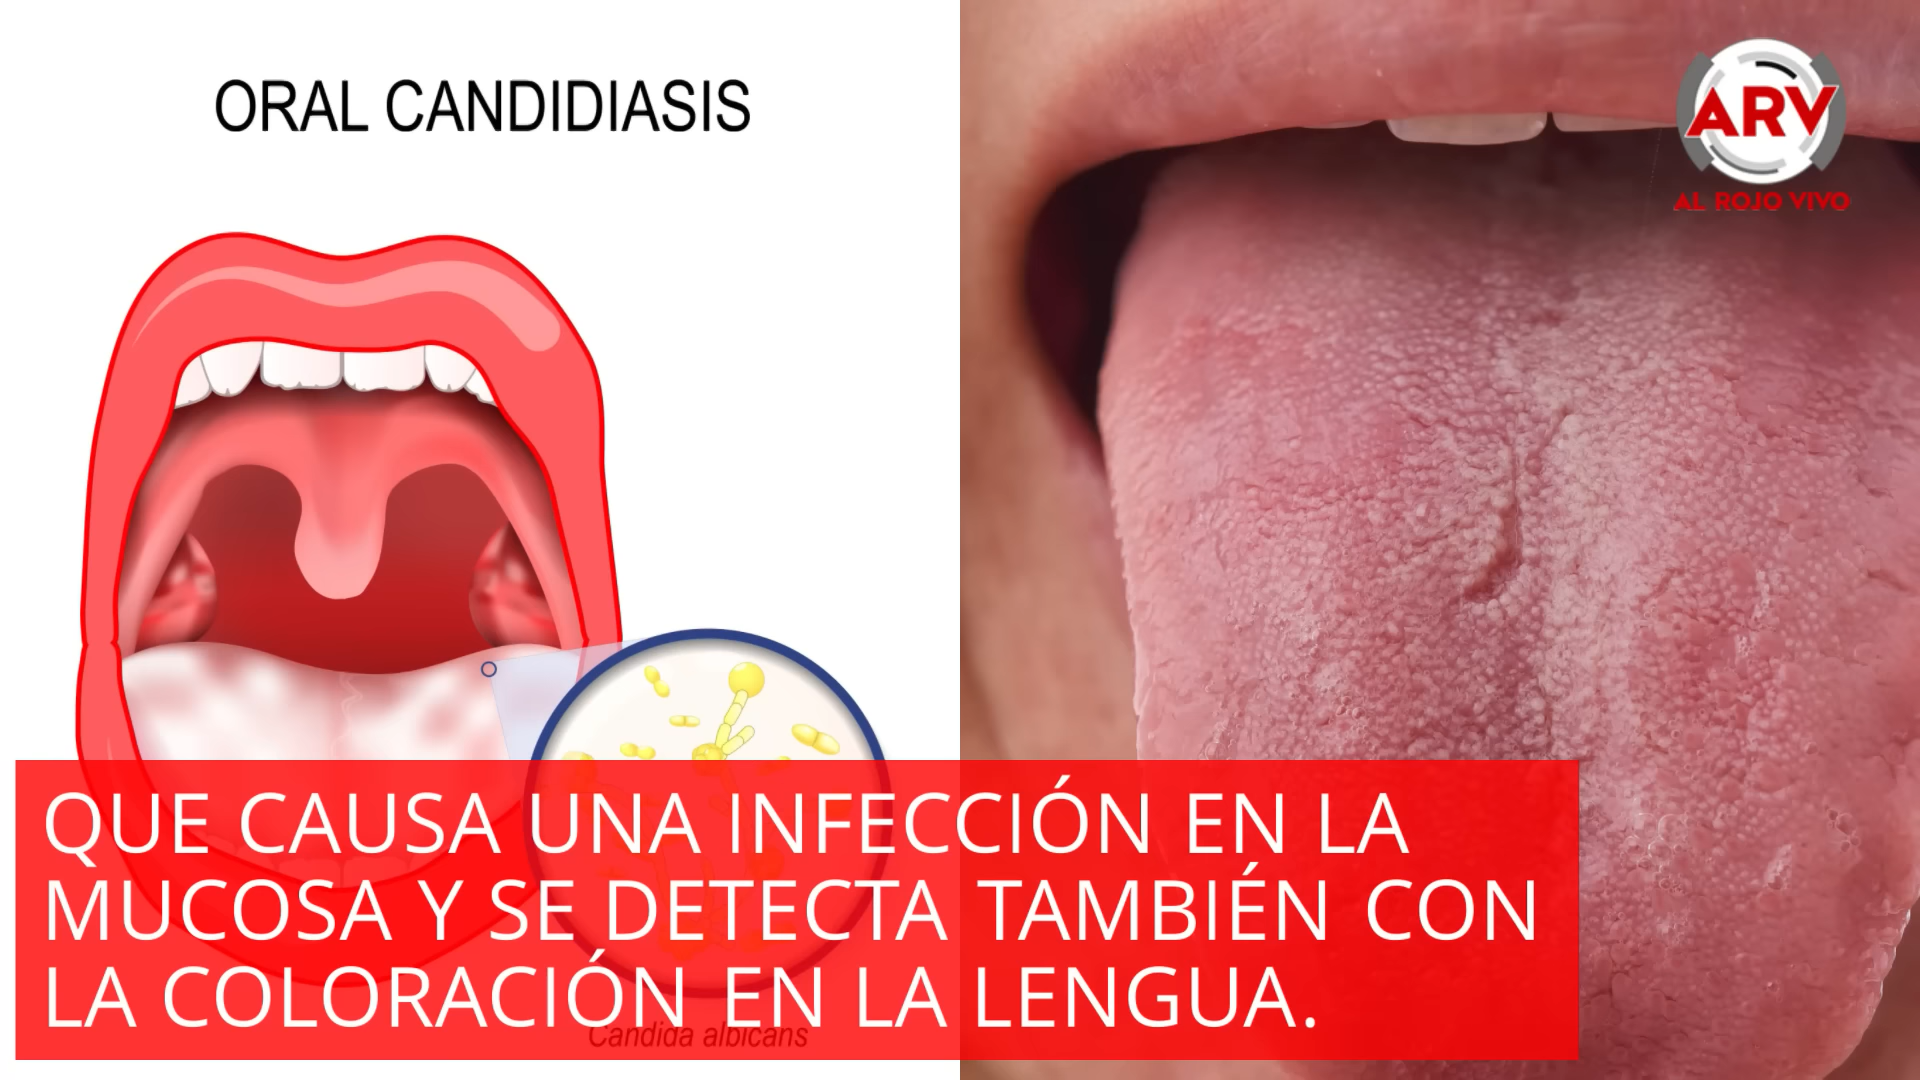 ORAL CANDIDIASIS
ARV
AL ROJO VIVO
QUE CAUSA UNA INFECCIÓN EN LA
MUCOSA Y SE DETECTA TAMBIÉN CON
LA COLORACIÓN EN LA LENGUA.
Candida albicans